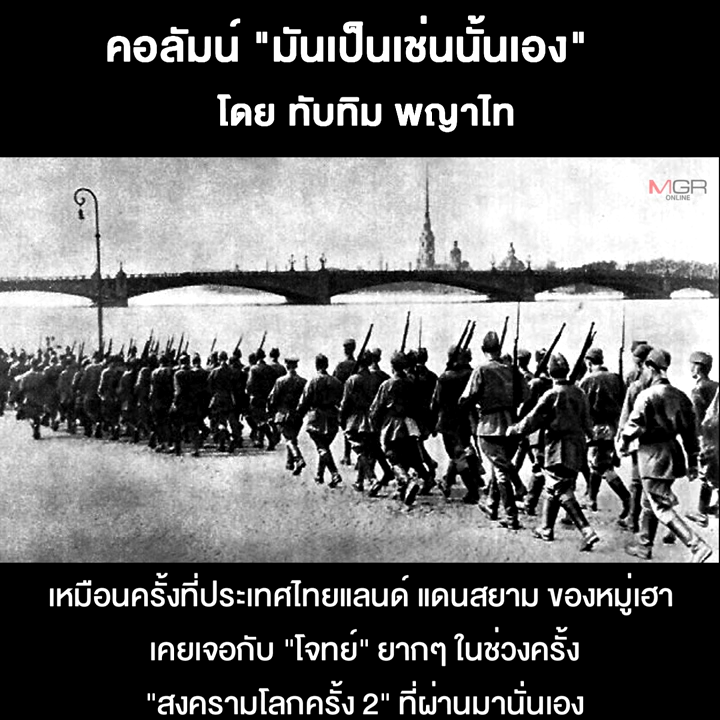 คอลัมน์ "มันเป็นเช่นนั้นเอง"
โดย ทับทิม พญาไท
MGR
ONLINE
เหมือนครั้งที่ประเทศไทยแลนด์ แดนสยาม ของหมู่เฮา
เคยเจอกับ "โจทย์" ยากๆ ในช่วงครั้ง
"สงครามโลกครั้ง 2" ที่ผ่านมานั่นเอง